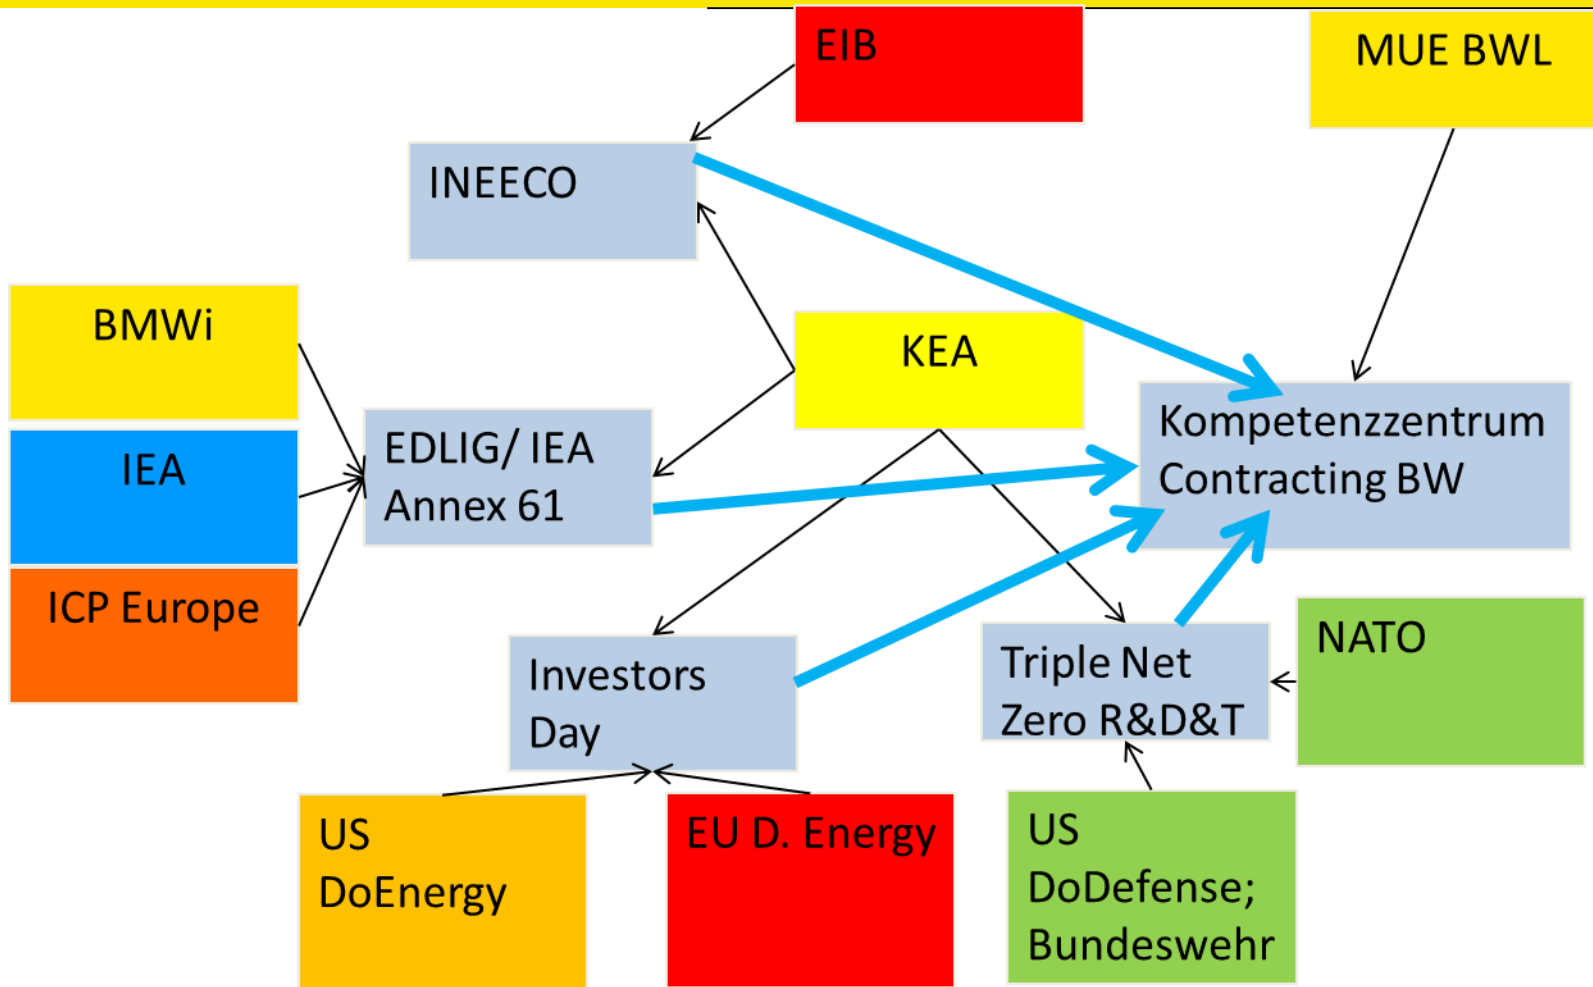 EIB
MUE BWL
INEECO
BMWi
KEA
IEA
EDLIG/ IEA
Annex 61
Kompetenzzentrum
Contracting BW
ICP Europe
Investors
Day
Triple Net
Zero R&D&T
NATO
US
DoEnergy
EU D. Energy
US
DoDefense;
Bundeswehr